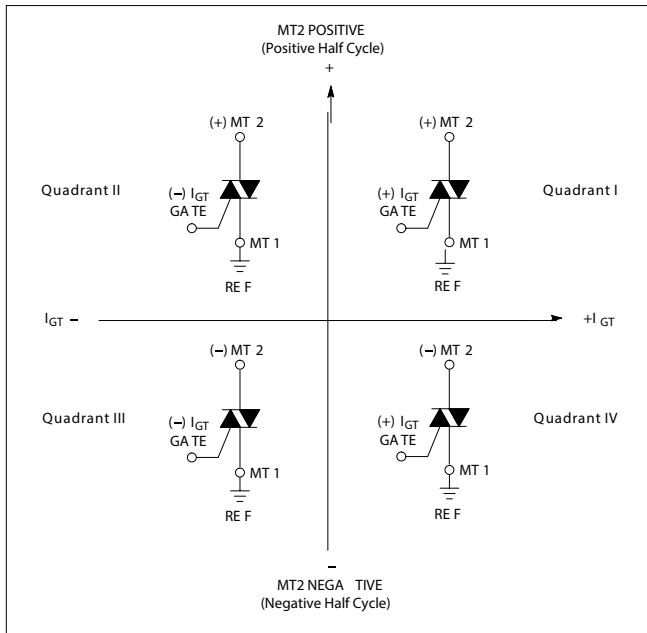 MT2 POSITIVE
(Positive Half Cycle)
+
(+) MT 2
(+) MT 2
Quadrant II
(−) IGT
GA TE
(+) IGT
GA TE
Quadrant I
MT 1
MT 1
RE F
RE F
IGT −
+I GT
(−) MT 2
(−) MT 2
Quadrant III
(−) IGT
GA TE
(+) IGT
GA TE
Quadrant IV
MT 1
MT 1
RE F
RE F
−
MT2 NEGA TIVE
(Negative Half Cycle)